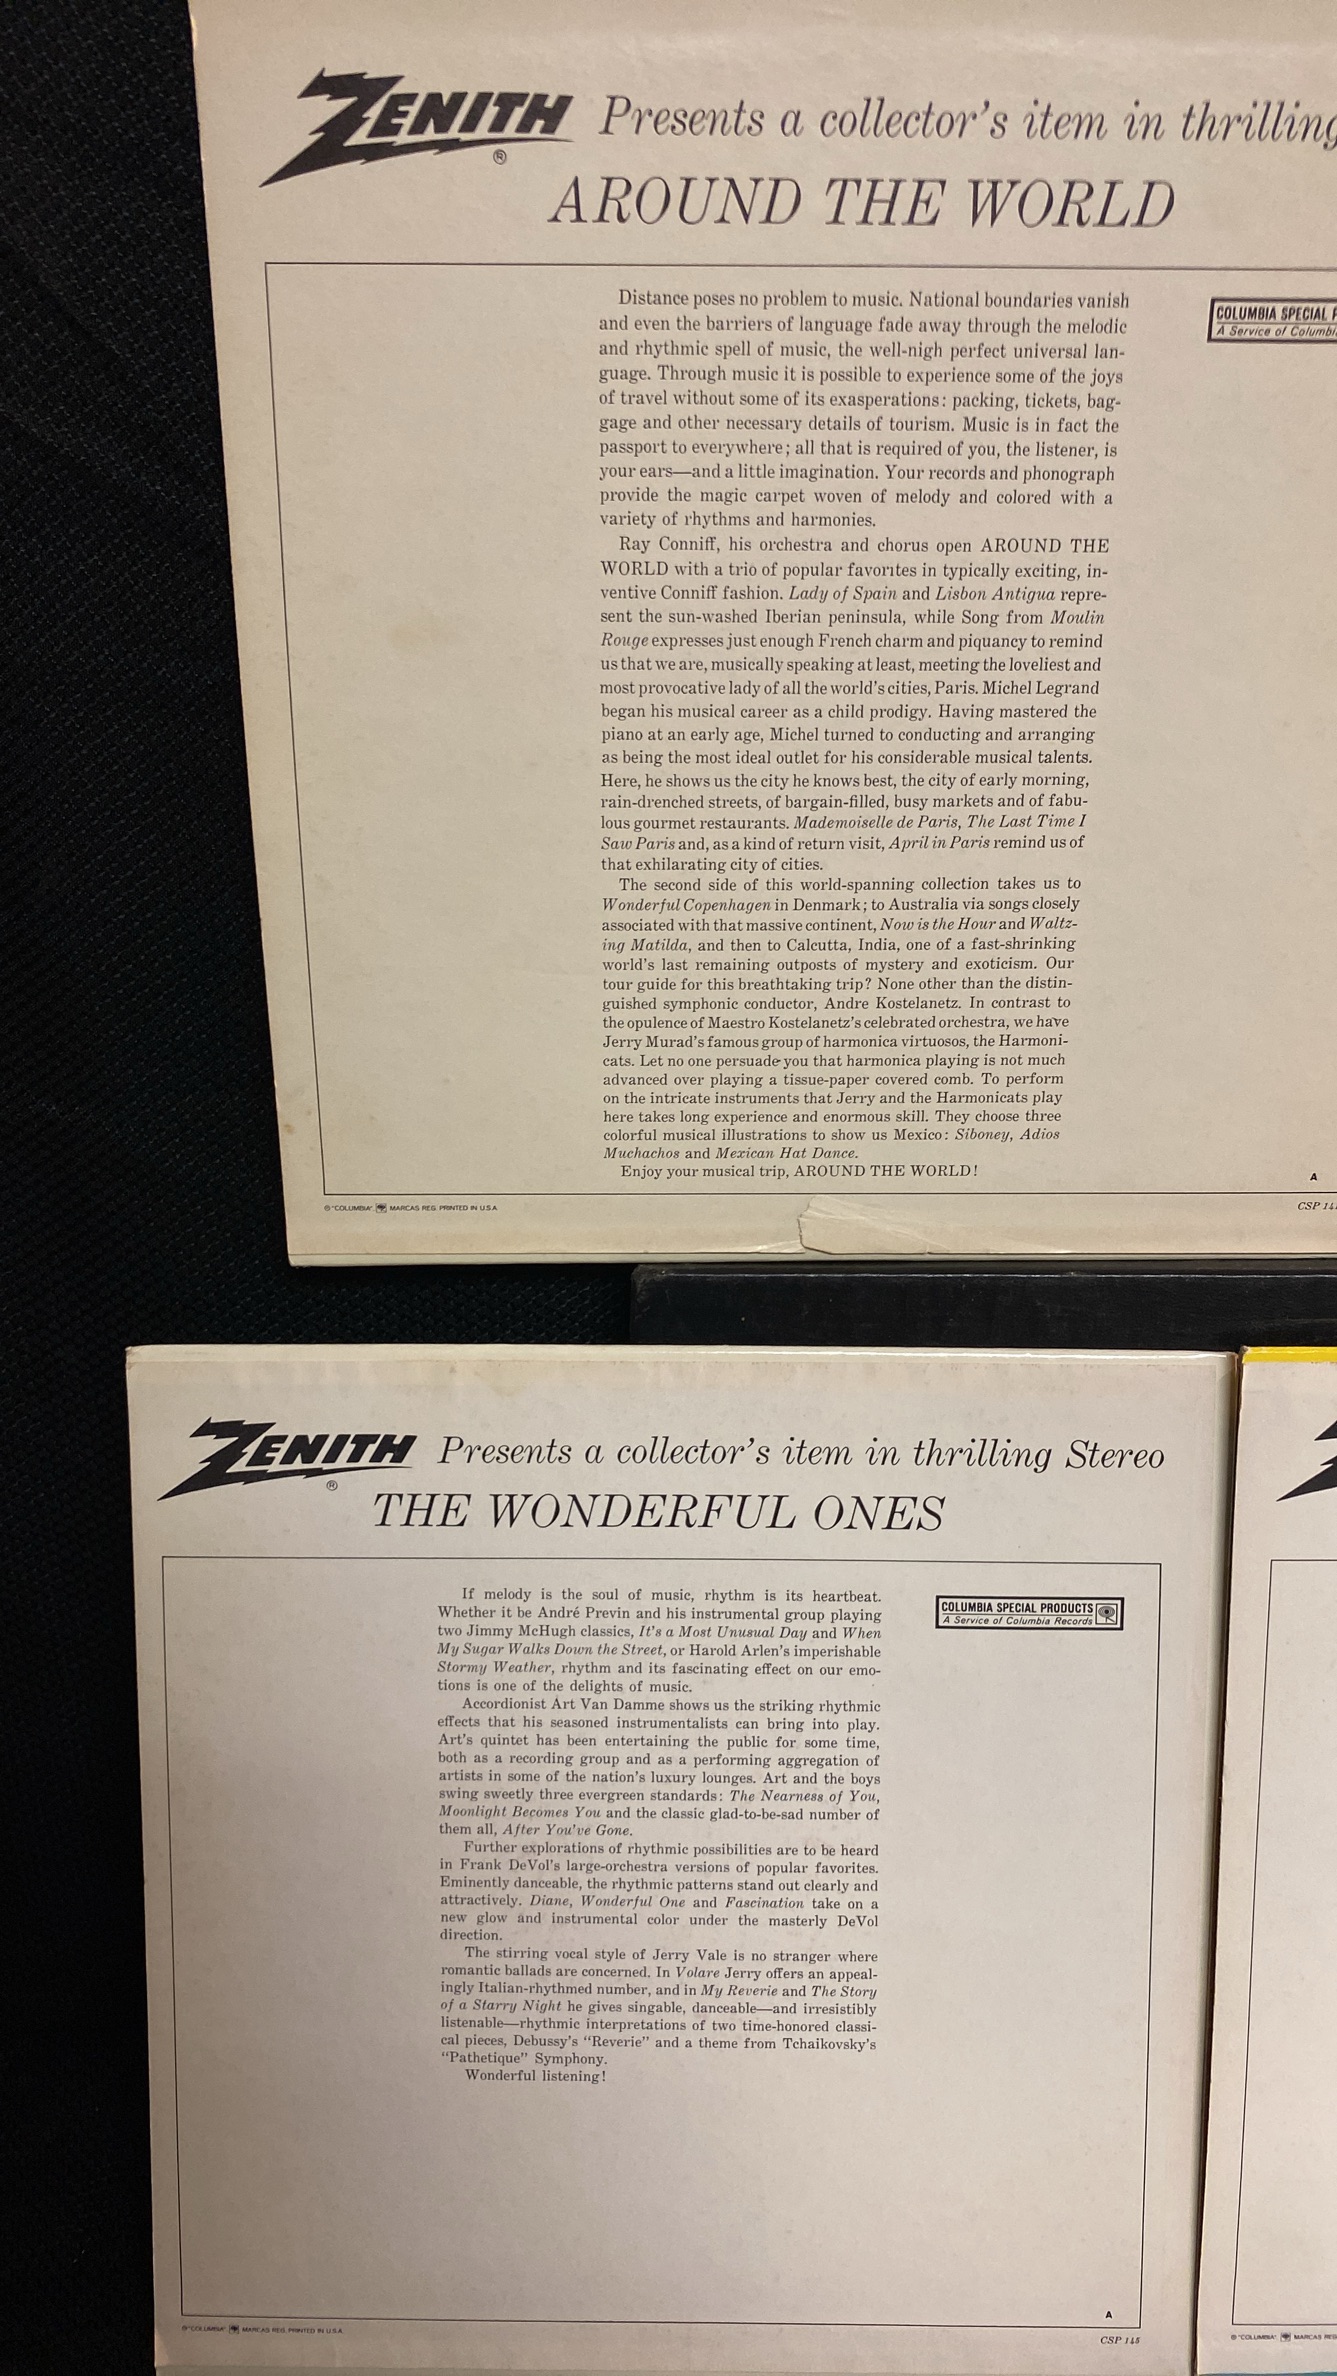 ZENITH Presents a collector's item in thrilling
®
AROUND THE WORLD
Distance poses no problem to music. National boundaries vanish
and even the barriers of language fade away through the melodic
and rhythmic spell of music, the well-nigh perfect universal lan-
guage. Through music it is possible to experience some of the joys
of travel without some of its exasperations: packing, tickets, bag-
gage and other necessary details of tourism. Music is in fact the
passport to everywhere; all that is required of you, the listener, is
your ears—and a little imagination. Your records and phonograph
provide the magic carpet woven of melody and colored with a
variety of rhythms and harmonies.
Ray Conniff, his orchestra and chorus open AROUND THE
WORLD with a trio of popular favorites in typically exciting, in-
ventive Conniff fashion. Lady of Spain and Lisbon Antigua repre-
sent the sun-washed Iberian peninsula, while Song from Moulin
Rouge expresses just enough French charm and piquancy to remind
us that we are, musically speaking at least, meeting the loveliest and
most provocative lady of all the world's cities, Paris. Michel Legrand
began his musical career as a child prodigy. Having mastered the
piano at an early age, Michel turned to conducting and arranging
as being the most ideal outlet for his considerable musical talents.
Here, he shows us the city he knows best, the city of early morning,
rain-drenched streets, of bargain-filled, busy markets and of fabu-
lous gourmet restaurants. Mademoiselle de Paris, The Last Time I
Saw Paris and, as a kind of return visit, April in Paris remind us of
that exhilarating city of cities.
The second side of this world-spanning collection takes us to
Wonderful Copenhagen in Denmark; to Australia via songs closely
associated with that massive continent, Now is the Hour and Waltz-
ing Matilda, and then to Calcutta, India, one of a fast-shrinking
world's last remaining outposts of mystery and exoticism. Our
tour guide for this breathtaking trip? None other than the distin-
guished symphonic conductor, Andre Kostelanetz. In contrast to
the opulence of Maestro Kostelanetz's celebrated orchestra, we have
Jerry Murad's famous group of harmonica virtuosos, the Harmoni-
cats. Let no one persuade you that harmonica playing is not much
advanced over playing a tissue-paper covered comb. To perform
on the intricate instruments that Jerry and the Harmonicats play
here takes long experience and enormous skill. They choose three
colorful musical illustrations to show us Mexico: Siboney, Adios
Muchachos and Mexican Hat Dance.
Enjoy your musical trip, AROUND THE WORLD!
COLUMBIA SPECIAL
A Service of
A
® "COLUMBIA", MARCAS REG. PRINTED IN U.S.A.
CSP
ZENITH Presents a collector's item in thrilling Stereo
®
THE WONDERFUL ONES
If melody is the soul of music, rhythm is its heartbeat.
Whether it be André Previn and his instrumental group playing
two Jimmy McHugh classics, It's a Most Unusual Day and When
My Sugar Walks Down the Street, or Harold Arlen's imperishable
Stormy Weather, rhythm and its fascinating effect on our emo-
tions is one of the delights of music.
Accordionist Art Van Damme shows us the striking rhythmic
effects that his seasoned instrumentalists can bring into play.
Art's quintet has been entertaining the public for some time,
both as a recording group and as a performing aggregation of
artists in some of the nation's luxury lounges. Art and the boys
swing sweetly three evergreen standards: The Nearness of You,
Moonlight Becomes You and the classic glad-to-be-sad number of
them all, After You've Gone.
Further explorations of rhythmic possibilities are to be heard
in Frank DeVol's large-orchestra versions of popular favorites.
Eminently danceable, the rhythmic patterns stand out clearly and
attractively. Diane, Wonderful One and Fascination take on a
new glow and instrumental color under the masterly DeVol
direction.
The stirring vocal style of Jerry Vale is no stranger where
romantic ballads are concerned. In Volare Jerry offers an appeal-
ingly Italian-rhythmed number, and in My Reverie and The Story
of a Starry Night he gives singable, danceable—and irresistibly
listenable—rhythmic interpretations of two time-honored classi-
cal pieces, Debussy's "Reverie" and a theme from Tchaikovsky's
"Pathetique" Symphony.
Wonderful listening!
COLUMBIA SPECIAL PRODUCTS
A Service of Columbia Records
A
® "COLUMBIA", MARCAS REG. PRINTED IN U.S.A.
CSP 145
® "COLUMBIA", MARCAS